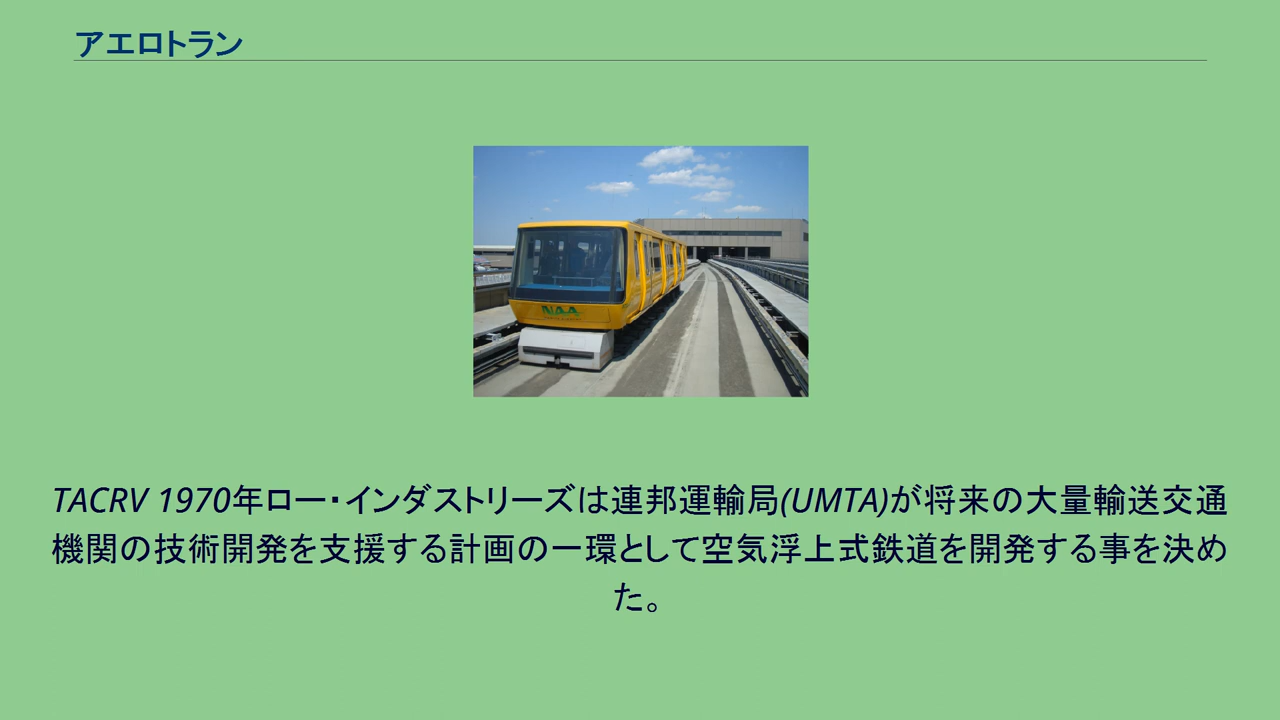 アエロトラン
NAA
TACRV 1970年ロー・インダストリーズは連邦運輸局(UMTA)が将来の大量輸送交通
機関の技術開発を支援する計画の一環として空気浮上式鉄道を開発する事を決め
た。